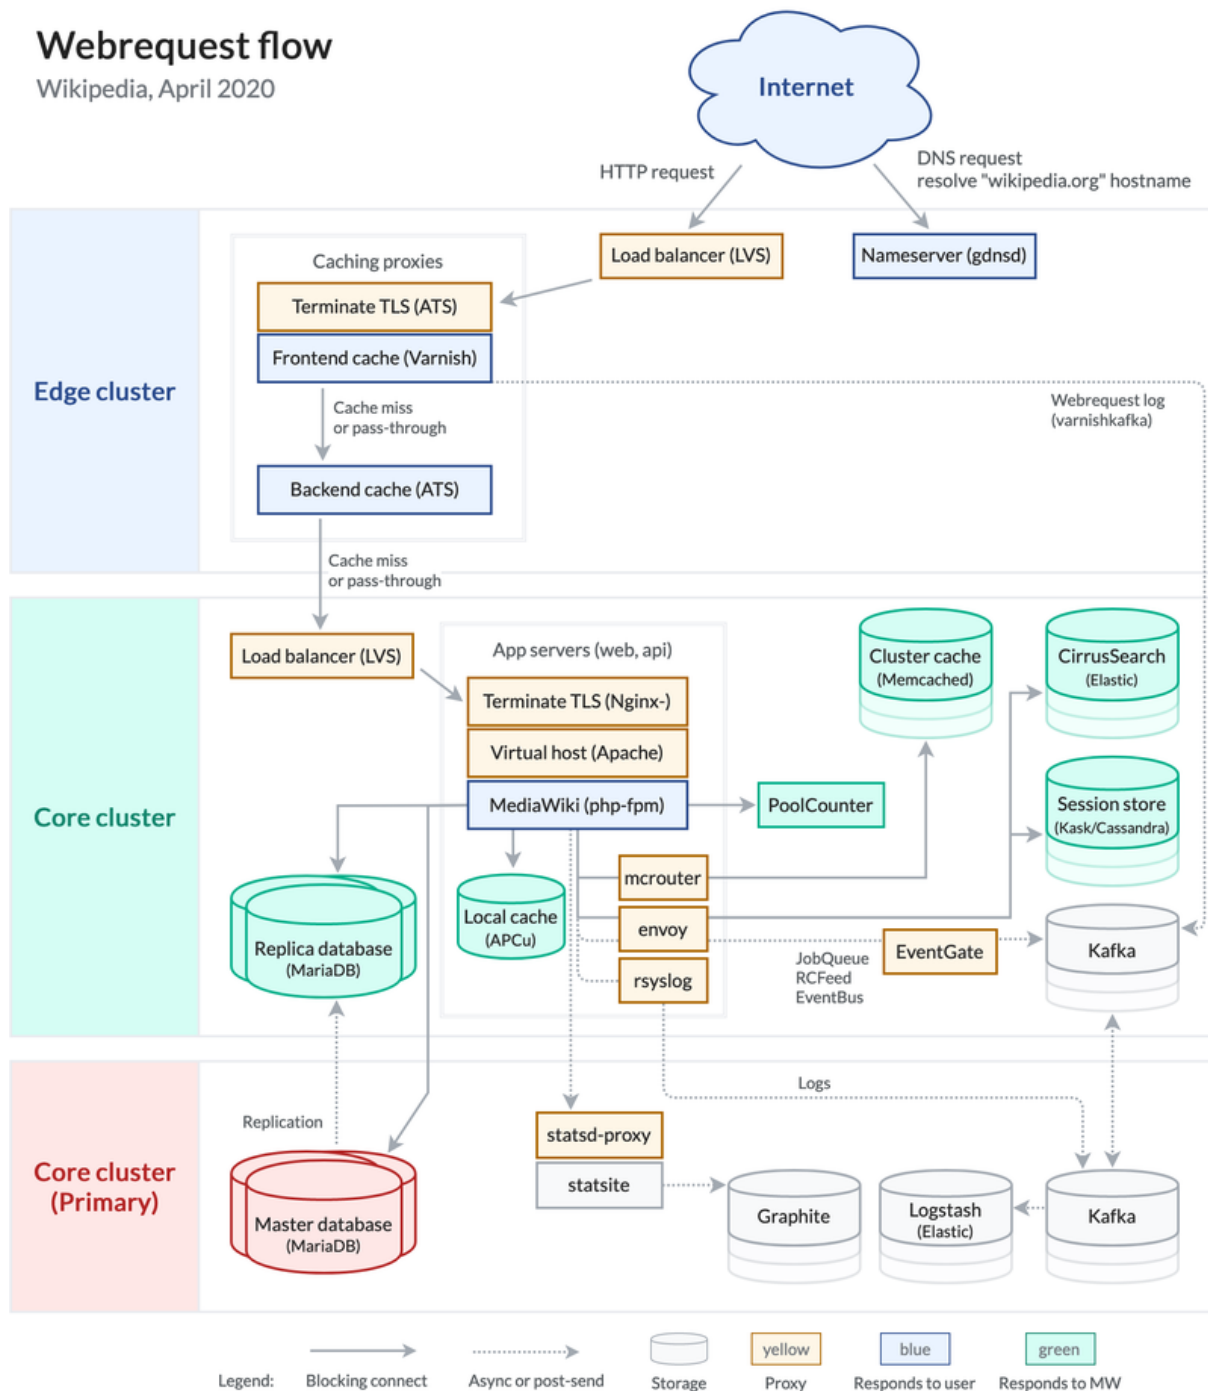 Webrequest flow
Wikipedia, April 2020
Internet
HTTP request
DNS request
resolve "wikipedia.org" hostname
Edge cluster
Load balancer (LVS)
Nameserver (gdnsd)
Caching proxies
Terminate TLS (ATS)
Frontend cache (Varnish)
Cache miss
or pass-through
Webrequest log
(varnishkafka)
Backend cache (ATS)
Cache miss
or pass-through
Core cluster
Load balancer (LVS)
App servers (web, api)
Terminate TLS (Nginx-)
Virtual host (Apache)
MediaWiki (php-fpm)
PoolCounter
Cluster cache
(Memcached)
CirrusSearch
(Elastic)
Session store
(Kask/Cassandra)
mcrouter
envoy
rsyslog
Local cache
(APCu)
Replica database
(MariaDB)
JobQueue
RCFeed
EventBus
EventGate
Kafka
Core cluster
(Primary)
Replication
Logs
Master database
(MariaDB)
statsd-proxy
statsite
Graphite
Logstash
(Elastic)
Kafka
Legend:
Blocking connect
Async or post-send
Storage
yellow
Proxy
blue
Responds to user
green
Responds to MW